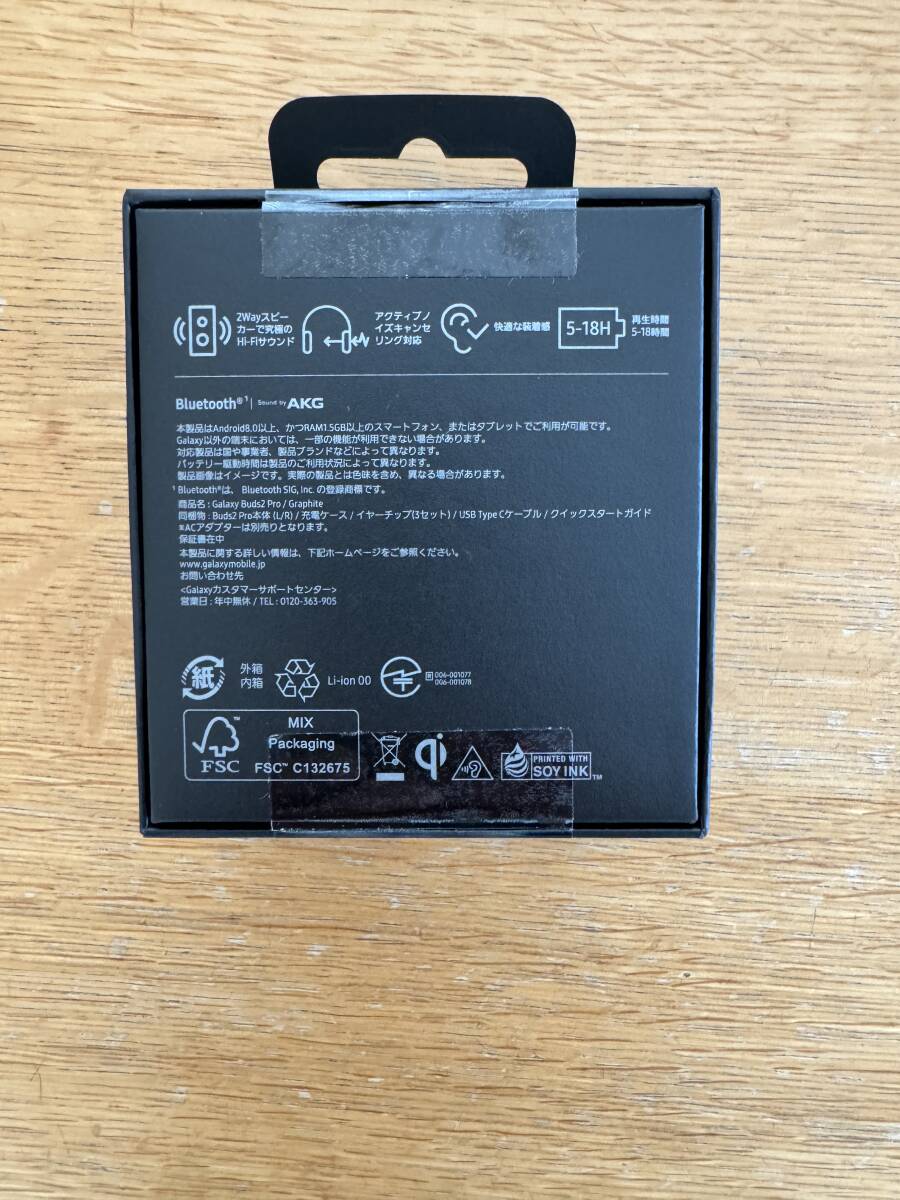 2Wayスピー
カーで究極の
Hi-Fiサウンド
アクティブノ
イズキャンセ
リング対応
快適な装着感
5-18H
再生時間
5-18時間
Bluetooth®¹ | Sound by AKG
本製品はAndroid8.0以上、かつRAM1.5GB以上のスマートフォン、またはタブレットでご利用が可能です。
Galaxy以外の端末においては、一部の機能が利用できない場合があります。
対応製品は国や事業者、製品ブランドなどによって異なります。
バッテリー駆動時間は製品のご利用状況によって異なります。
製品画像はイメージです。実際の製品とは色味を含め、異なる場合があります。
¹ Bluetooth®は、Bluetooth SIG, Inc. の登録商標です。
商品名 : Galaxy Buds2 Pro / Graphite
同梱物 : Buds2 Pro本体 (L/R) / 充電ケース / イヤーチップ(3セット) / USB Type Cケーブル / クイックスタートガイド
※ACアダプターは別売りとなります。
保証書在中
本製品に関する詳しい情報は、下記ホームページをご参照ください。
www.galaxymobile.jp
お問い合わせ先
<Galaxyカスタマーサポートセンター>
営業日 : 年中無休 / TEL : 0120-363-905
紙
外箱
内箱
Li-ion 00
R 006-001077
006-001078
FSC™
MIX
Packaging
FSC™ C132675
qi
PRINTED WITH
SOY INK™